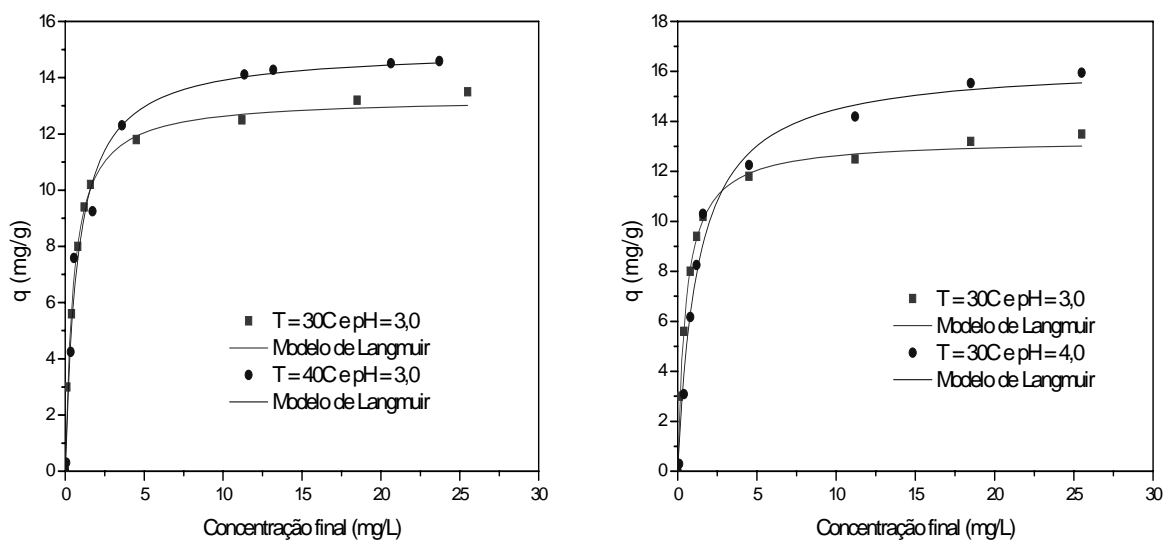 16
14
12
10
8
6
4
2
0
q (mg/g)
T = 30C e pH = 3,0
Modelo de Langmuir
T = 40C e pH = 3,0
Modelo de Langmuir
0 5 10 15 20 25 30
Concentração final (mg/L)
18
16
14
12
10
8
6
4
2
0
q (mg/g)
T = 30C e pH = 3,0
Modelo de Langmuir
T = 30C e pH = 4,0
Modelo de Langmuir
0 5 10 15 20 25 30
Concentração final (mg/L)